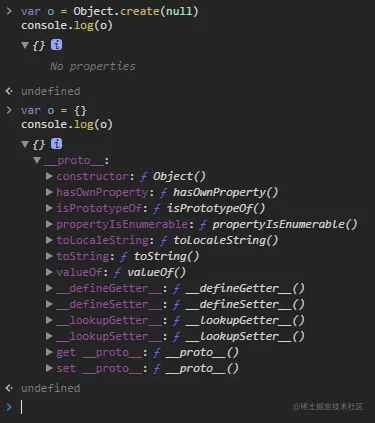 > var o = Object.create(null)
console.log(o)
▼ {} i
No properties
<· undefined
> var o = {}
console.log(o)
▼ {} i
▼ __proto__:
▶ constructor: ƒ Object()
▶ hasOwnProperty: ƒ hasOwnProperty()
▶ isPrototypeOf: ƒ isPrototypeOf()
▶ propertyIsEnumerable: ƒ propertyIsEnumerable()
▶ toLocaleString: ƒ toLocaleString()
▶ toString: ƒ toString()
▶ valueOf: ƒ valueOf()
▶ __defineGetter__: ƒ __defineGetter__()
▶ __defineSetter__: ƒ __defineSetter__()
▶ __lookupGetter__: ƒ __lookupGetter__()
▶ __lookupSetter__: ƒ __lookupSetter__()
▶ get __proto__: ƒ __proto__()
▶ set __proto__: ƒ __proto__()
<· undefined
>
@稀土掘金技术社区